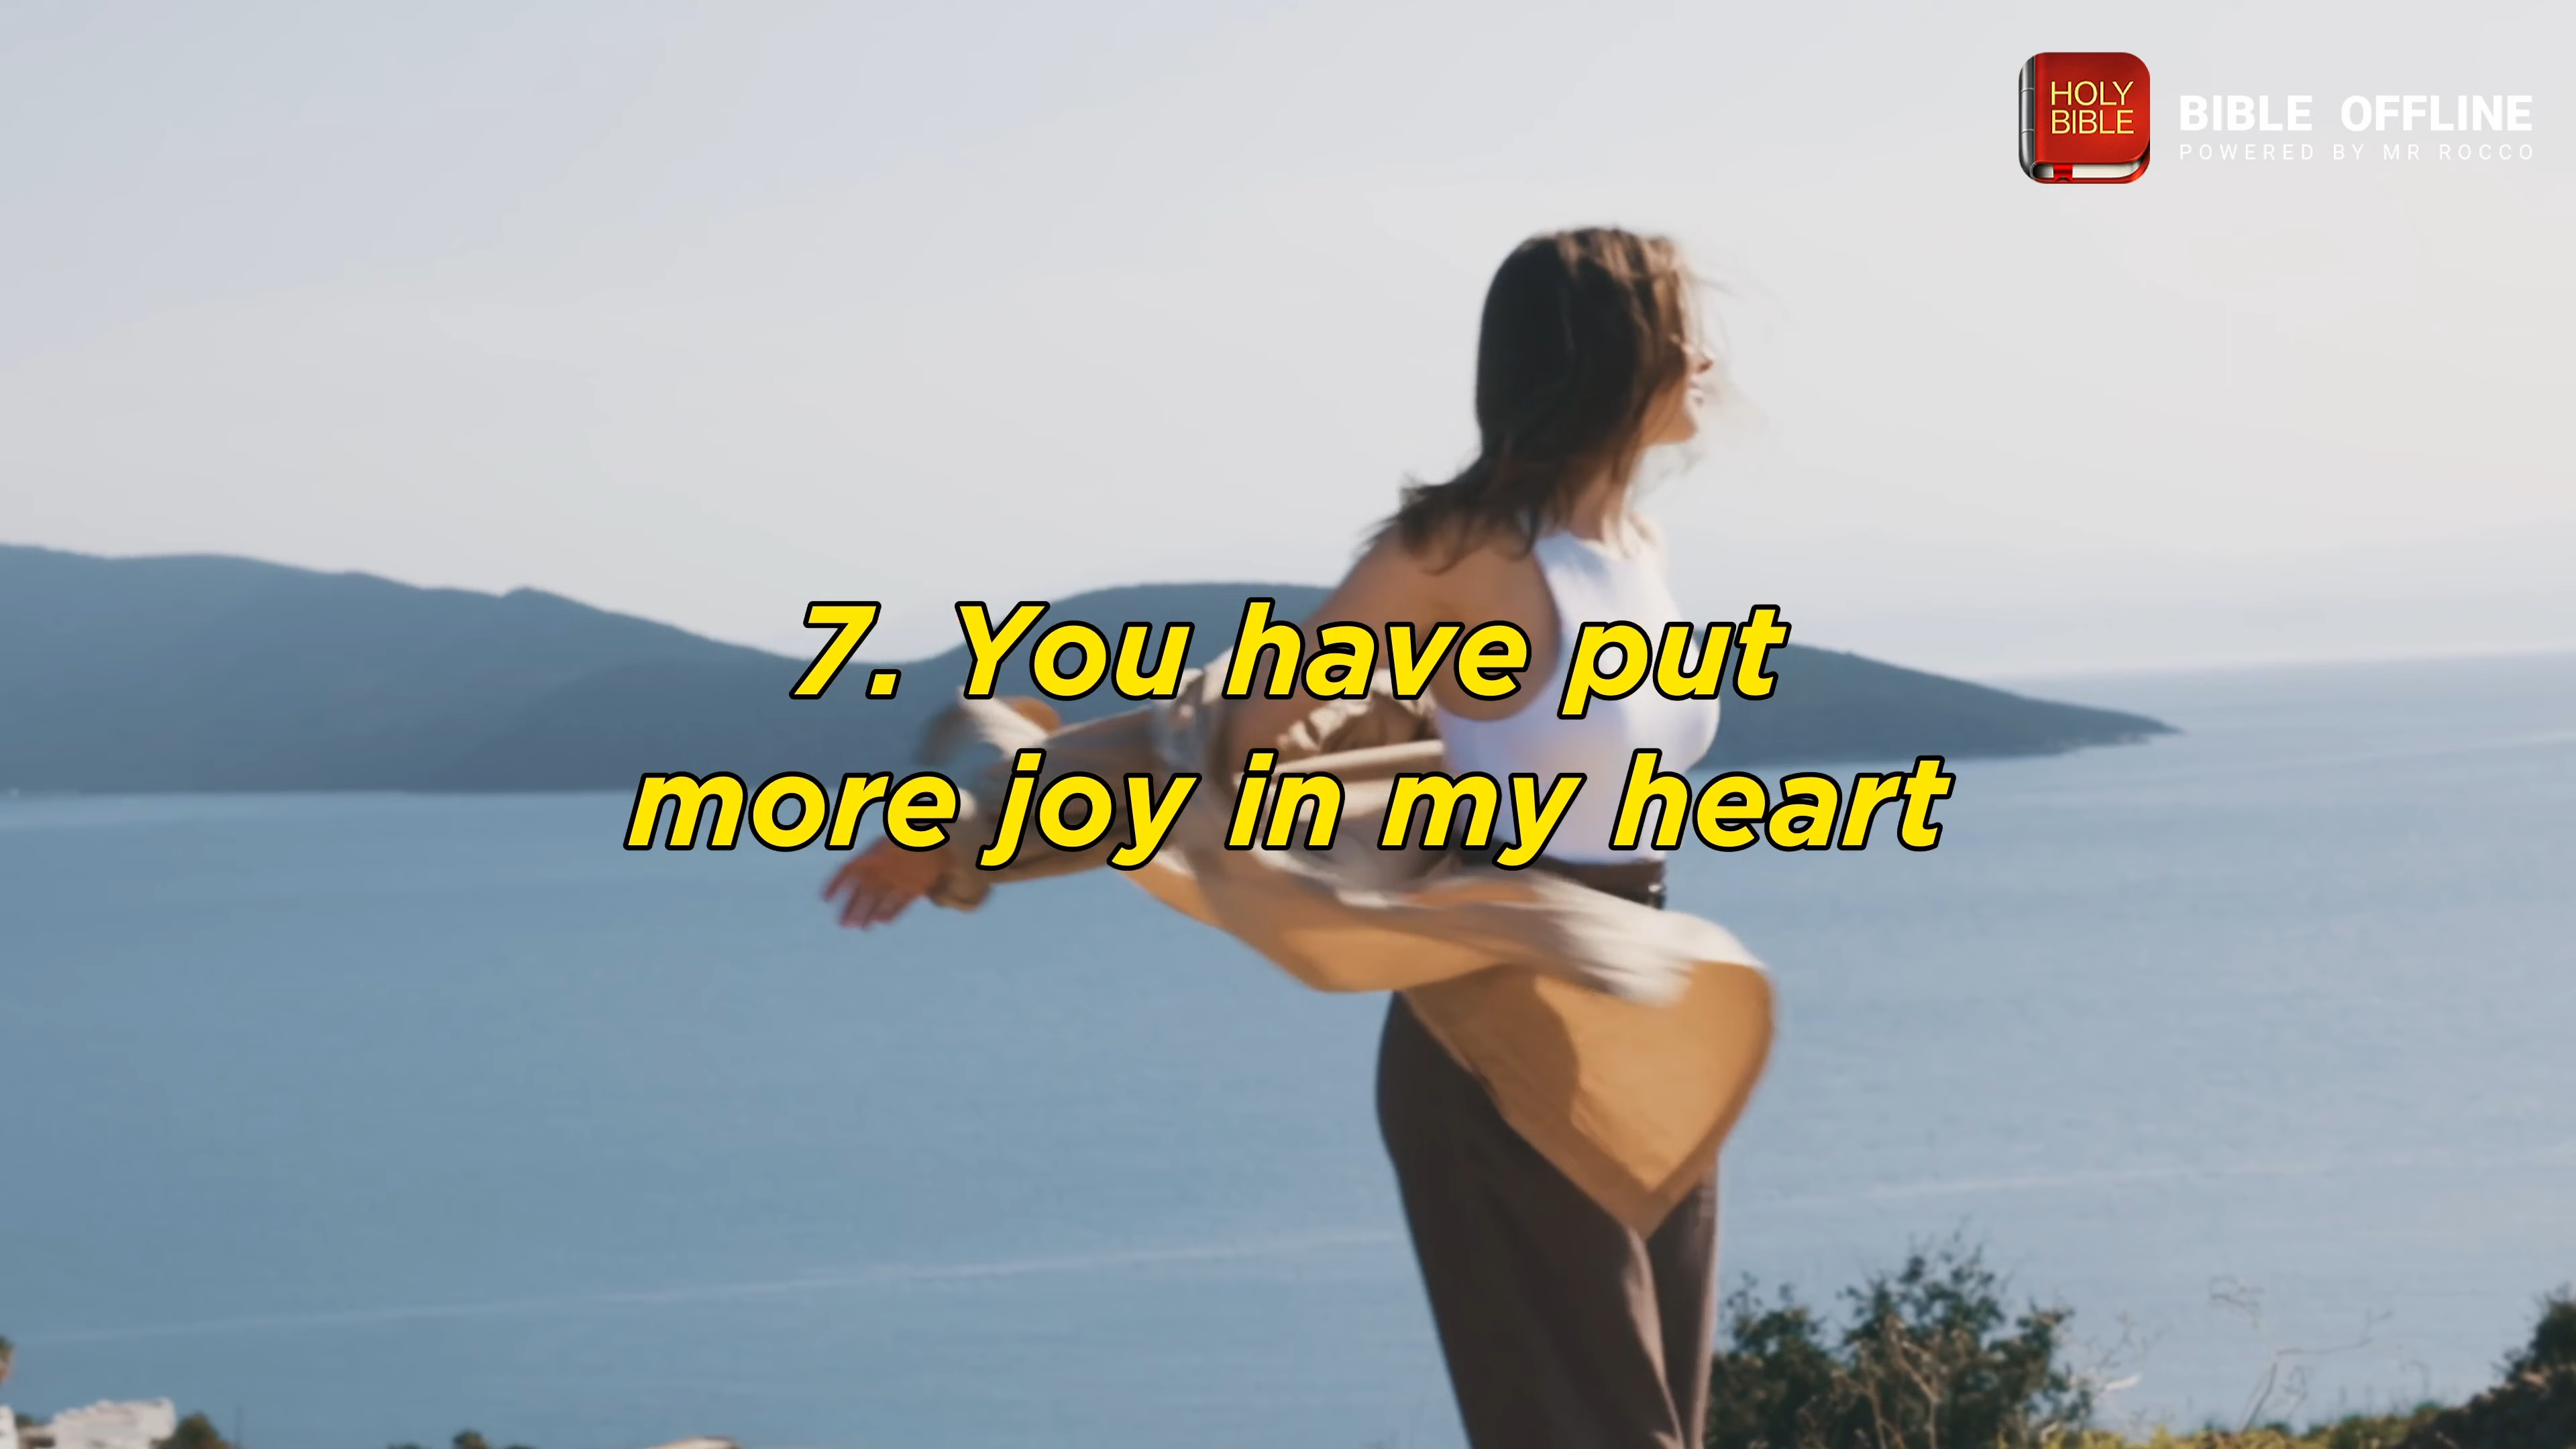 HOLY
BIBLE
BIBLE OFFLINE
POWERED BY MR ROCCO
7. You have put
more joy in my heart